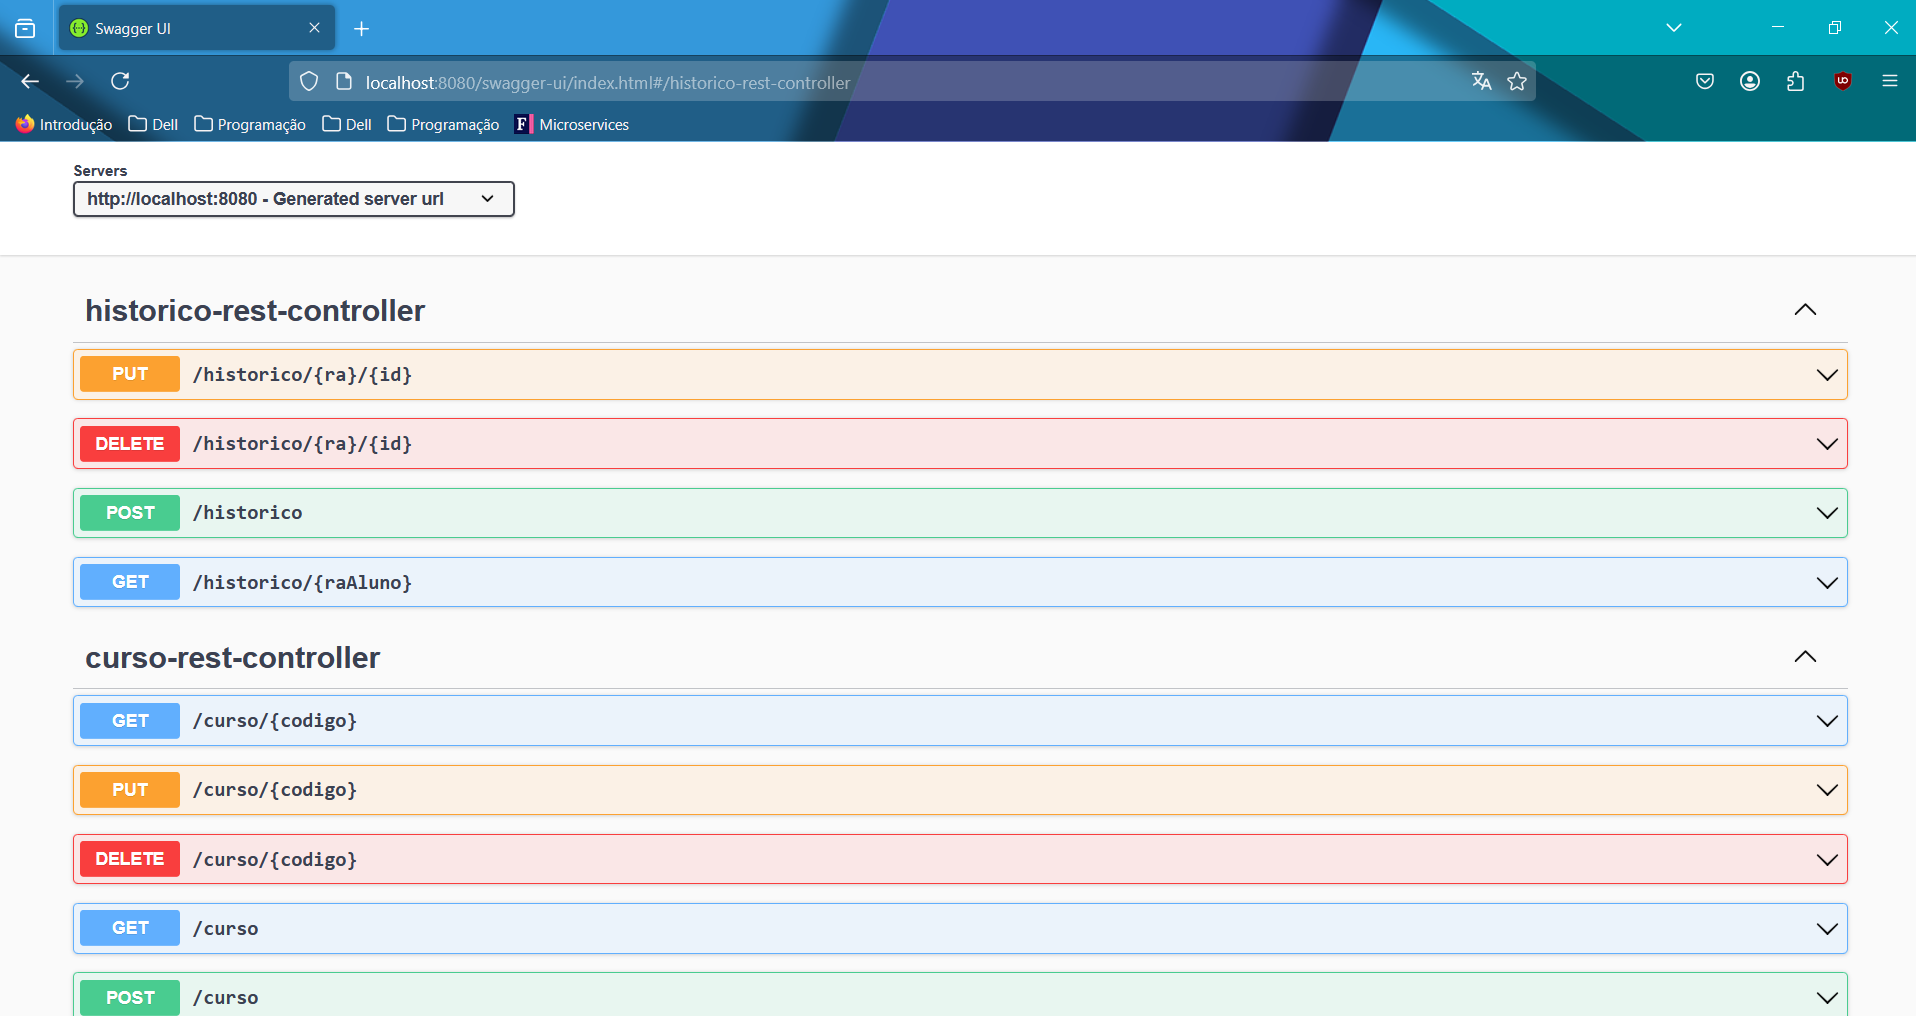 Swagger UI
localhost:8080/swagger-ui/index.html#/historico-rest-controller
Introdução Dell Programação Dell Programação F Microservices
Servers
http://localhost:8080 - Generated server url
historico-rest-controller
PUT /historico/{ra}/{id}
DELETE /historico/{ra}/{id}
POST /historico
GET /historico/{raAluno}
curso-rest-controller
GET /curso/{codigo}
PUT /curso/{codigo}
DELETE /curso/{codigo}
GET /curso
POST /curso